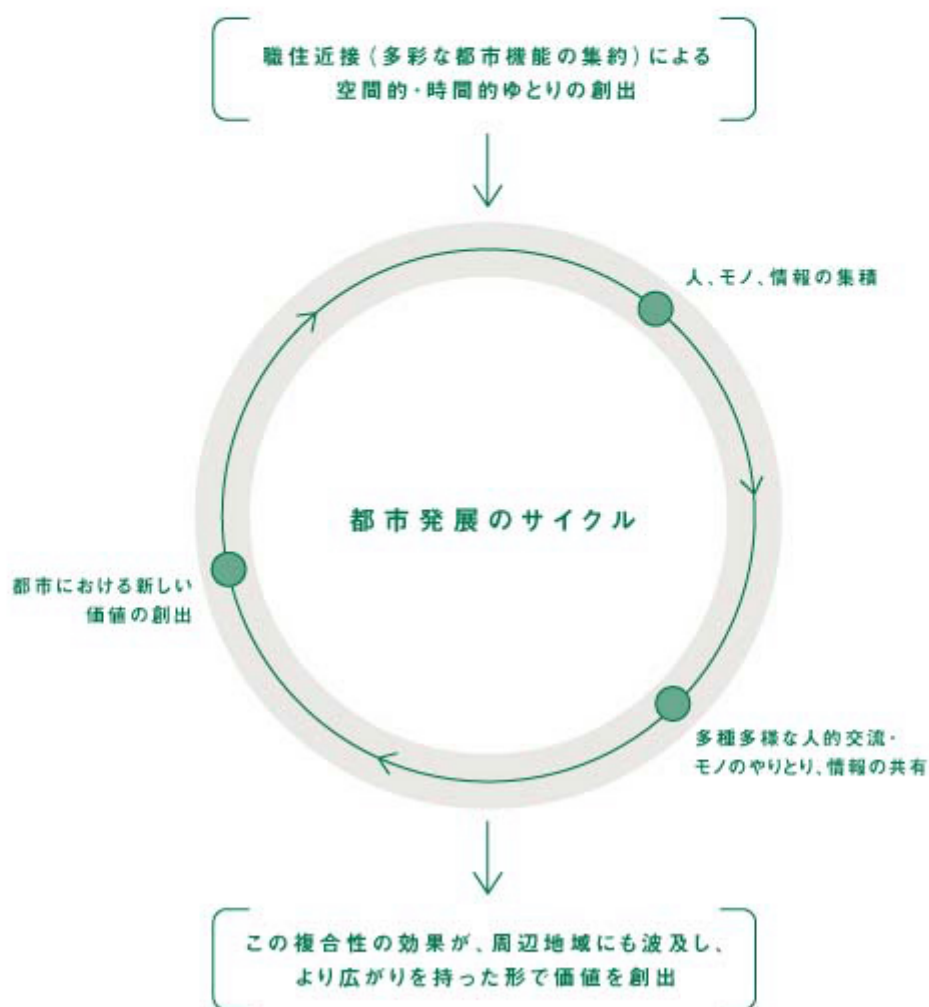 職住近接(多彩な都市機能の集約)による
空間的・時間的ゆとりの創出
人、モノ、情報の集積
都市発展のサイクル
都市における新しい
価値の創出
多種多様な人的交流・
モノのやりとり、情報の共有
この複合性の効果が、周辺地域にも波及し、
より広がりを持った形で価値を創出